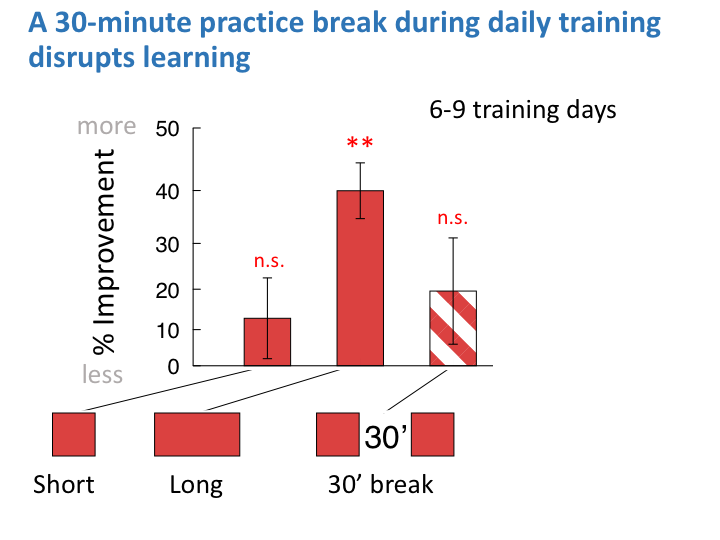 A 30-minute practice break during daily training
disrupts learning
6-9 training days
more
% Improvement
less
50
40
30
20
10
0
n.s.
**
n.s.
30’
Short
Long
30’ break